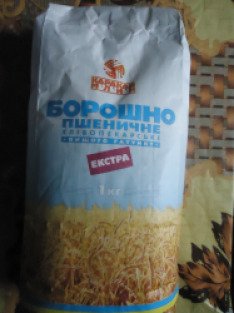 БОРОШНО
ПШЕНИЧНЕ
ХЛІБОПЕКАРСЬКЕ
ВИЩОГО ГАТУНКУ
ЕКСТРА
1 кг